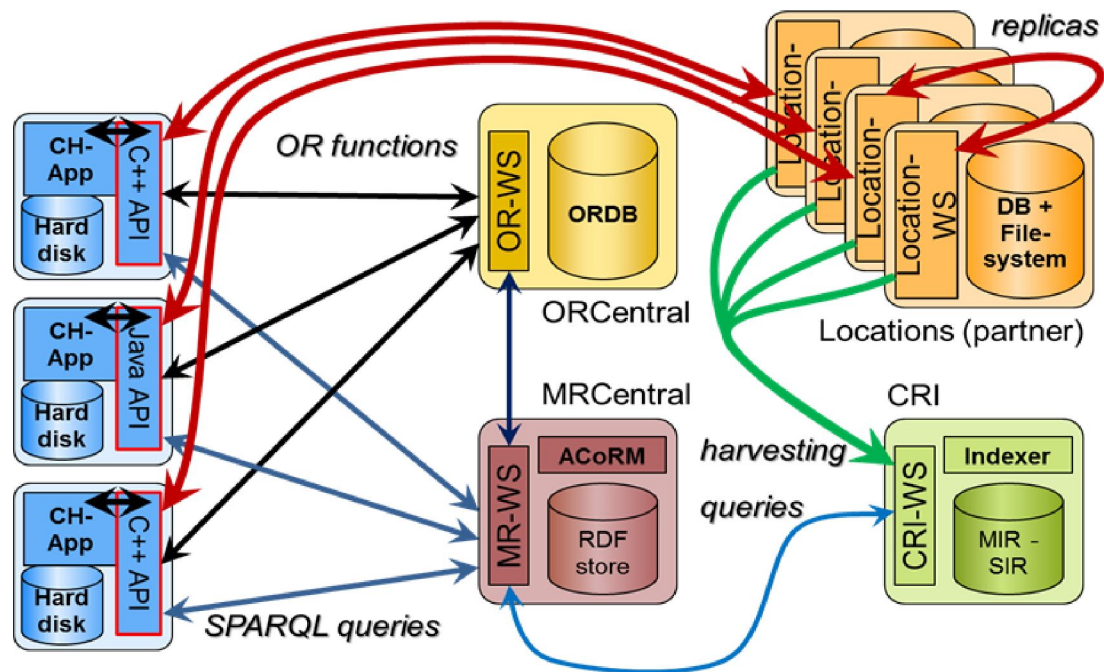 CH-
App
C++ API
Hard
disk
CH-
App
Java API
Hard
disk
CH-
App
C++ API
Hard
disk
OR functions
OR-WS
ORDB
ORCentral
MRCentral
MR-WS
ACoRM
RDF
store
SPARQL queries
replicas
Location-
Location-
Location-
Location-
WS
DB +
File-
system
Locations (partner)
CRI
harvesting
queries
CRI-WS
Indexer
MIR -
SIR